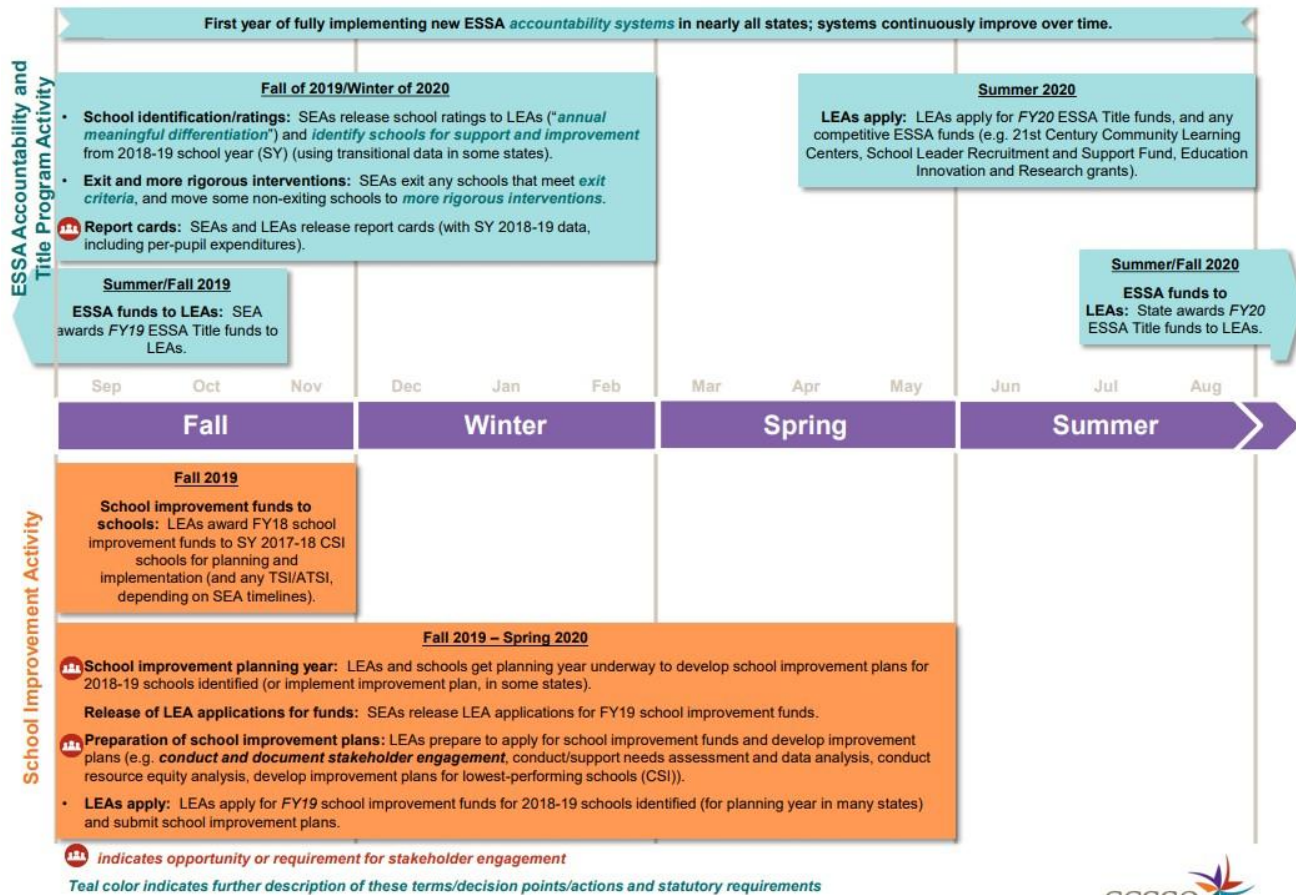 First year of fully implementing new ESSA accountability systems in nearly all states; systems continuously improve over time.
ESSA Accountability and
Title Program Activity
Fall of 2019/Winter of 2020
• School identification/ratings: SEAs release school ratings to LEAs ("annual
meaningful differentiation") and identify schools for support and improvement
from 2018-19 school year (SY) (using transitional data in some states).
• Exit and more rigorous interventions: SEAs exit any schools that meet exit
criteria, and move some non-exiting schools to more rigorous interventions.
Report cards: SEAs and LEAs release report cards (with SY 2018-19 data,
including per-pupil expenditures).
Summer 2020
LEAs apply: LEAs apply for FY20 ESSA Title funds, and any
competitive ESSA funds (e.g. 21st Century Community Learning
Centers, School Leader Recruitment and Support Fund, Education
Innovation and Research grants).
Summer/Fall 2019
ESSA funds to LEAs: SEA
awards FY19 ESSA Title funds to
LEAs.
Summer/Fall 2020
ESSA funds to
LEAs: State awards FY20
ESSA Title funds to LEAs.
Sep Oct Nov Dec Jan Feb Mar Apr May Jun Jul Aug
Fall Winter Spring Summer
School Improvement Activity
Fall 2019
School improvement funds to
schools: LEAs award FY18 school
improvement funds to SY 2017-18 CSI
schools for planning and
implementation (and any TSI/ATSI,
depending on SEA timelines).
Fall 2019 – Spring 2020
School improvement planning year: LEAs and schools get planning year underway to develop school improvement plans for
2018-19 schools identified (or implement improvement plan, in some states).
Release of LEA applications for funds: SEAs release LEA applications for FY19 school improvement funds.
Preparation of school improvement plans: LEAs prepare to apply for school improvement funds and develop improvement
plans (e.g. conduct and document stakeholder engagement, conduct/support needs assessment and data analysis, conduct
resource equity analysis, develop improvement plans for lowest-performing schools (CSI)).
• LEAs apply: LEAs apply for FY19 school improvement funds for 2018-19 schools identified (for planning year in many states)
and submit school improvement plans.
indicates opportunity or requirement for stakeholder engagement
Teal color indicates further description of these terms/decision points/actions and statutory requirements